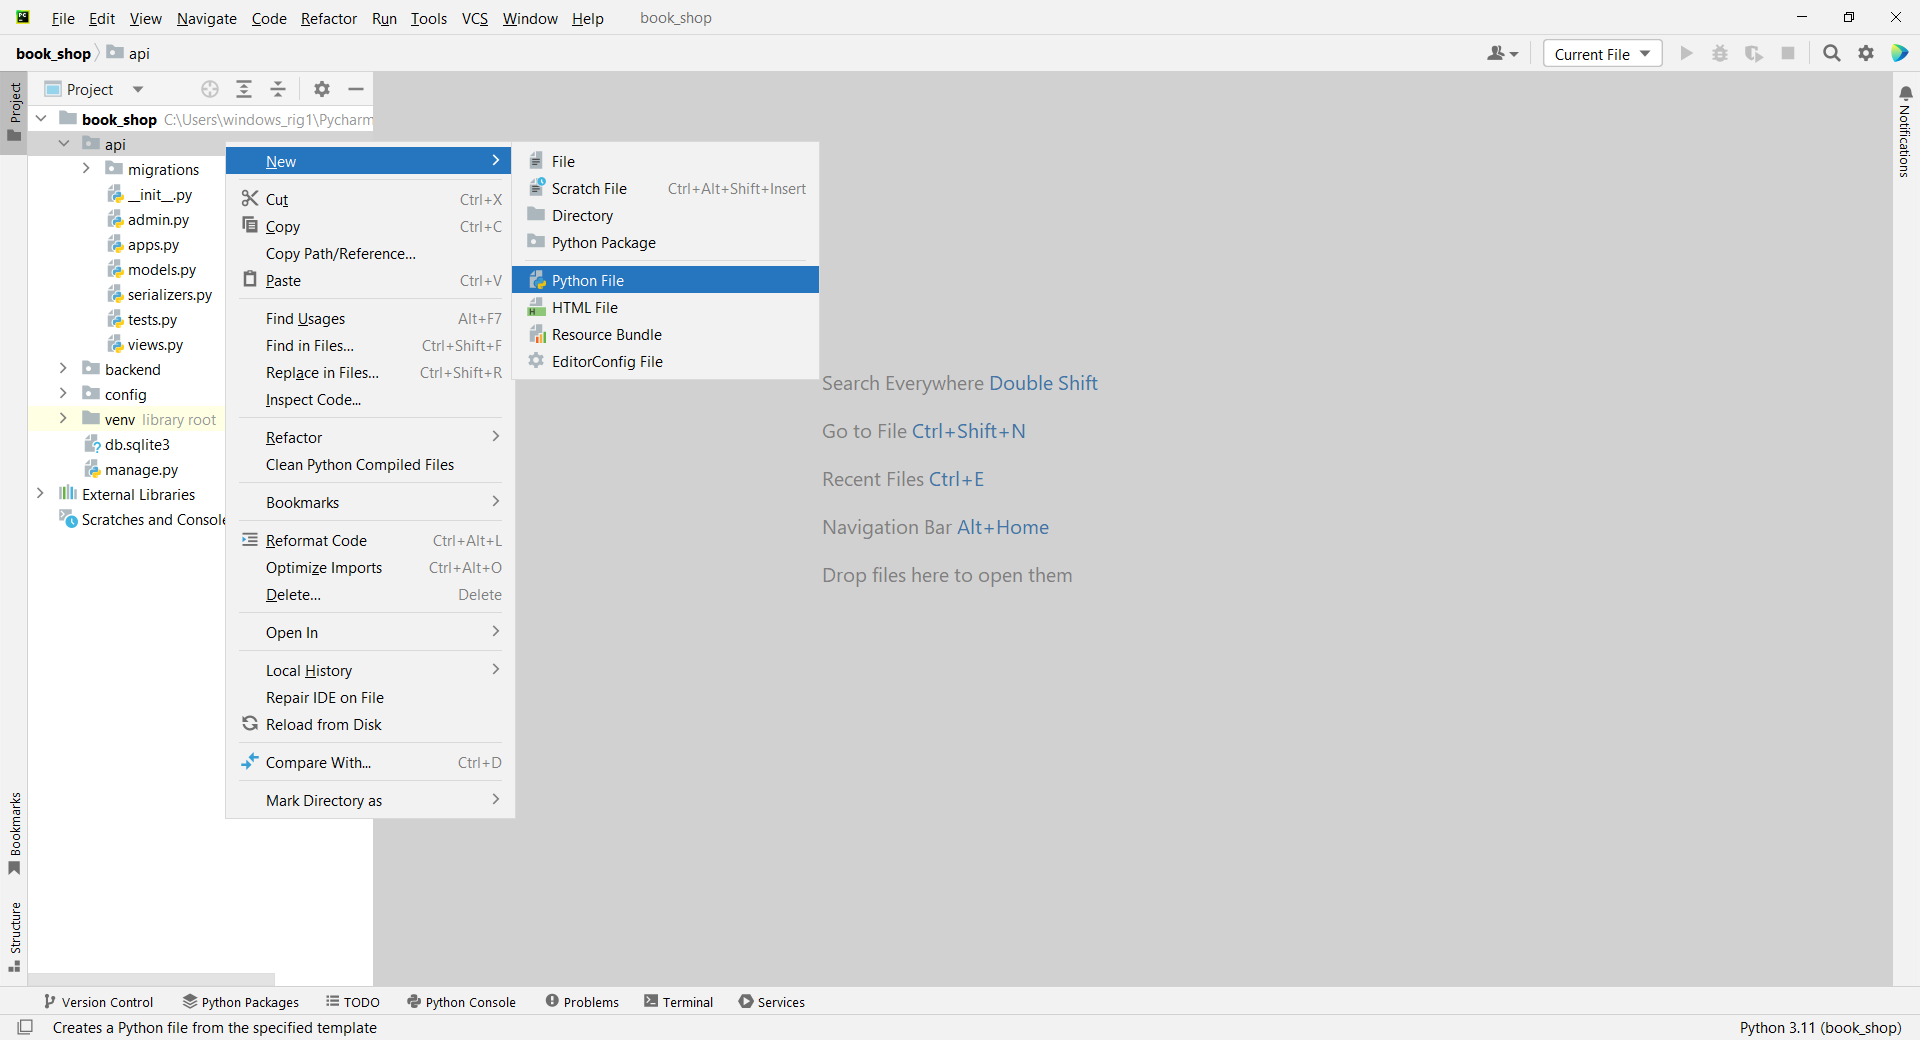 File Edit View Navigate Code Refactor Run Tools VCS Window Help book_shop
book_shop api
Current File
Project
Project
Notifications
book_shop C:\Users\windows_rig1\Pycharm
api
migrations
__init__.py
admin.py
apps.py
models.py
serializers.py
tests.py
views.py
backend
config
venv library root
db.sqlite3
manage.py
External Libraries
Scratches and Console
New
Cut Ctrl+X
Copy Ctrl+C
Copy Path/Reference...
Paste Ctrl+V
Find Usages Alt+F7
Find in Files... Ctrl+Shift+F
Replace in Files... Ctrl+Shift+R
Inspect Code...
Refactor
Clean Python Compiled Files
Bookmarks
Reformat Code Ctrl+Alt+L
Optimize Imports Ctrl+Alt+O
Delete... Delete
Open In
Local History
Repair IDE on File
Reload from Disk
Compare With... Ctrl+D
Mark Directory as
File
Scratch File Ctrl+Alt+Shift+Insert
Directory
Python Package
Python File
HTML File
Resource Bundle
EditorConfig File
Search Everywhere Double Shift
Go to File Ctrl+Shift+N
Recent Files Ctrl+E
Navigation Bar Alt+Home
Drop files here to open them
Bookmarks
Structure
Version Control Python Packages TODO Python Console Problems Terminal Services
Creates a Python file from the specified template
Python 3.11 (book_shop)